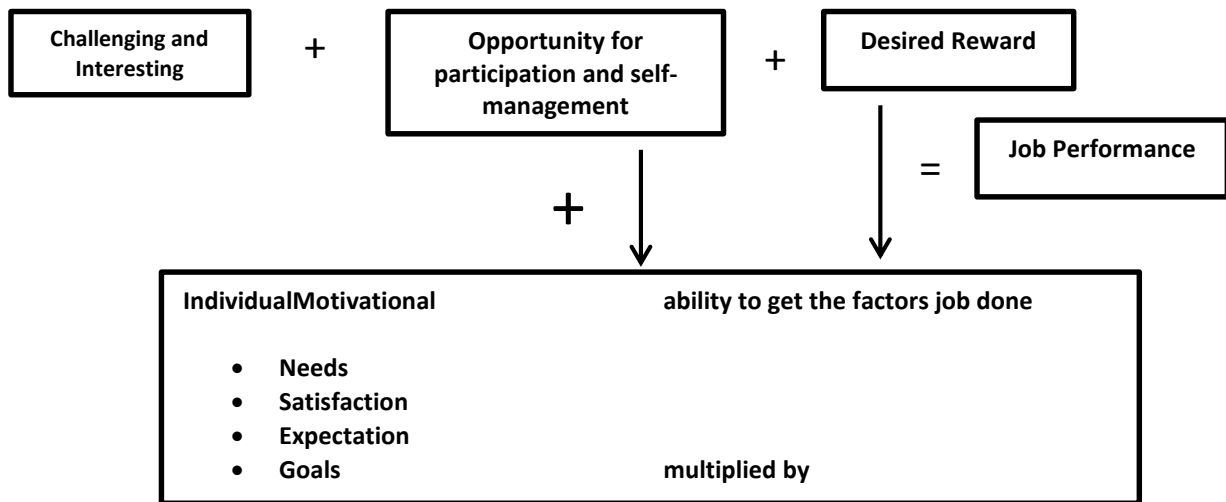 Challenging and
Interesting
+
Opportunity for
participation and self-
management
+
Desired Reward
=
Job Performance
+
IndividualMotivational ability to get the factors job done
• Needs
• Satisfaction
• Expectation
• Goals multiplied by